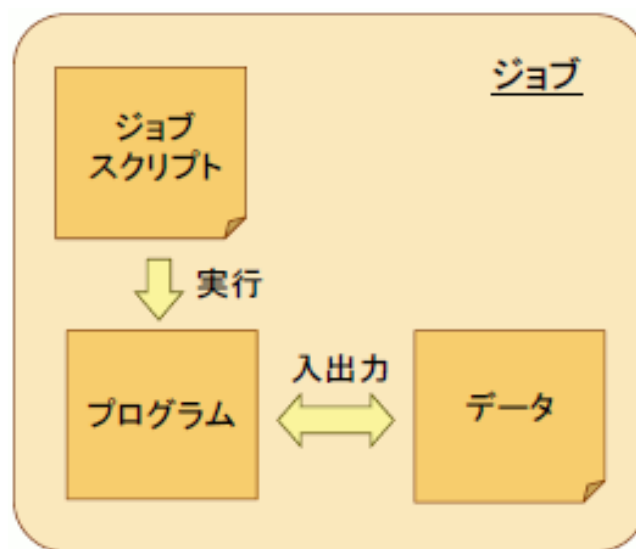 ジョブ
ジョブ
スクリプト
実行
プログラム
入出力
データ